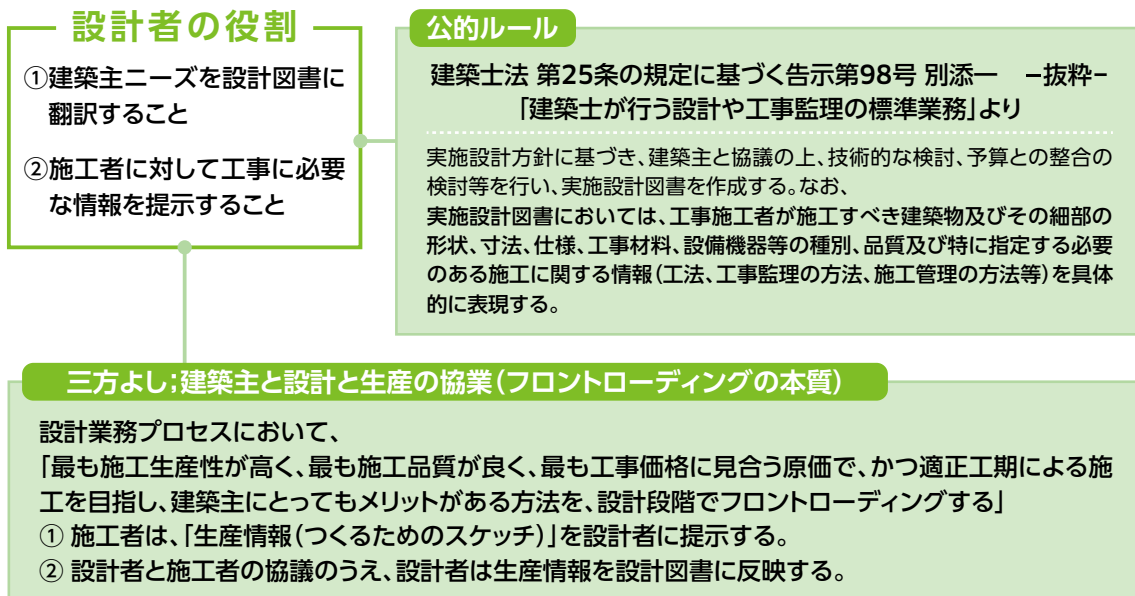 設計者の役割
①建築主ニーズを設計図書に
翻訳すること
②施工者に対して工事に必要
な情報を提示すること
公的ルール
建築士法 第25条の規定に基づく告示第98号 別添一　−抜粋−
「建築士が行う設計や工事監理の標準業務」より
実施設計方針に基づき、建築主と協議の上、技術的な検討、予算との整合の
検討等を行い、実施設計図書を作成する。なお、
実施設計図書においては、工事施工者が施工すべき建築物及びその細部の
形状、寸法、仕様、工事材料、設備機器等の種別、品質及び特に指定する必要
のある施工に関する情報（工法、工事監理の方法、施工管理の方法等）を具体
的に表現する。
三方よし；建築主と設計と生産の協業（フロントローディングの本質）
設計業務プロセスにおいて、
「最も施工生産性が高く、最も施工品質が良く、最も工事価格に見合う原価で、かつ適正工期による施
工を目指し、建築主にとってもメリットがある方法を、設計段階でフロントローディングする」
① 施工者は、「生産情報（つくるためのスケッチ）」を設計者に提示する。
② 設計者と施工者の協議のうえ、設計者は生産情報を設計図書に反映する。